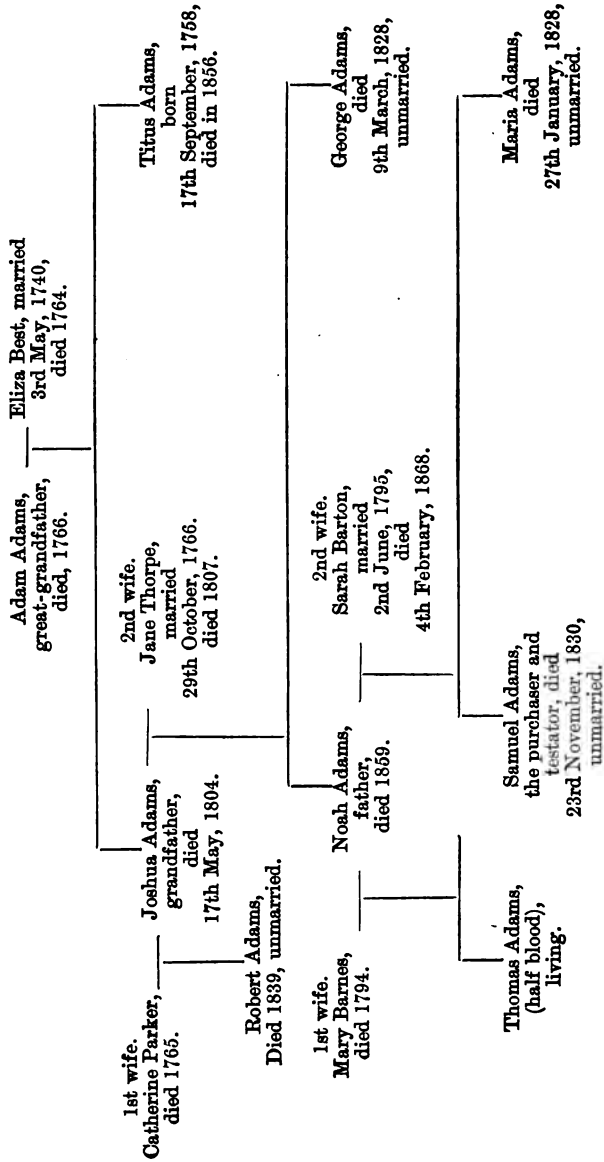 Adam Adams,
great-grandfather,
died, 1766.
Eliza Best, married
3rd May, 1740,
died 1764.
1st wife.
Catherine Parker,
died 1765.
Joshua Adams,
grandfather,
died
17th May, 1804.
2nd wife.
Jane Thorpe,
married
29th October, 1766.
died 1807.
Titus Adams,
born
17th September, 1758,
died in 1856.
Robert Adams,
Died 1839, unmarried.
1st wife.
Mary Barnes,
died 1794.
Noah Adams,
father,
died 1859.
2nd wife.
Sarah Barton,
married
2nd June, 1795,
died
4th February, 1868.
George Adams,
died
9th March, 1828,
unmarried.
Thomas Adams,
(half blood),
living.
Samuel Adams,
the purchaser and
testator, died
23rd November, 1830,
unmarried.
Maria Adams,
died
27th January, 1828,
unmarried.